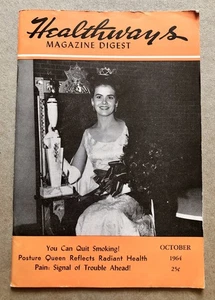 Healthways
MAGAZINE DIGEST
You Can Quit Smoking!
Posture Queen Reflects Radiant Health
Pain: Signal of Trouble Ahead!
OCTOBER
1964
25¢